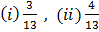 (i) 3/13 , (ii) 4/13